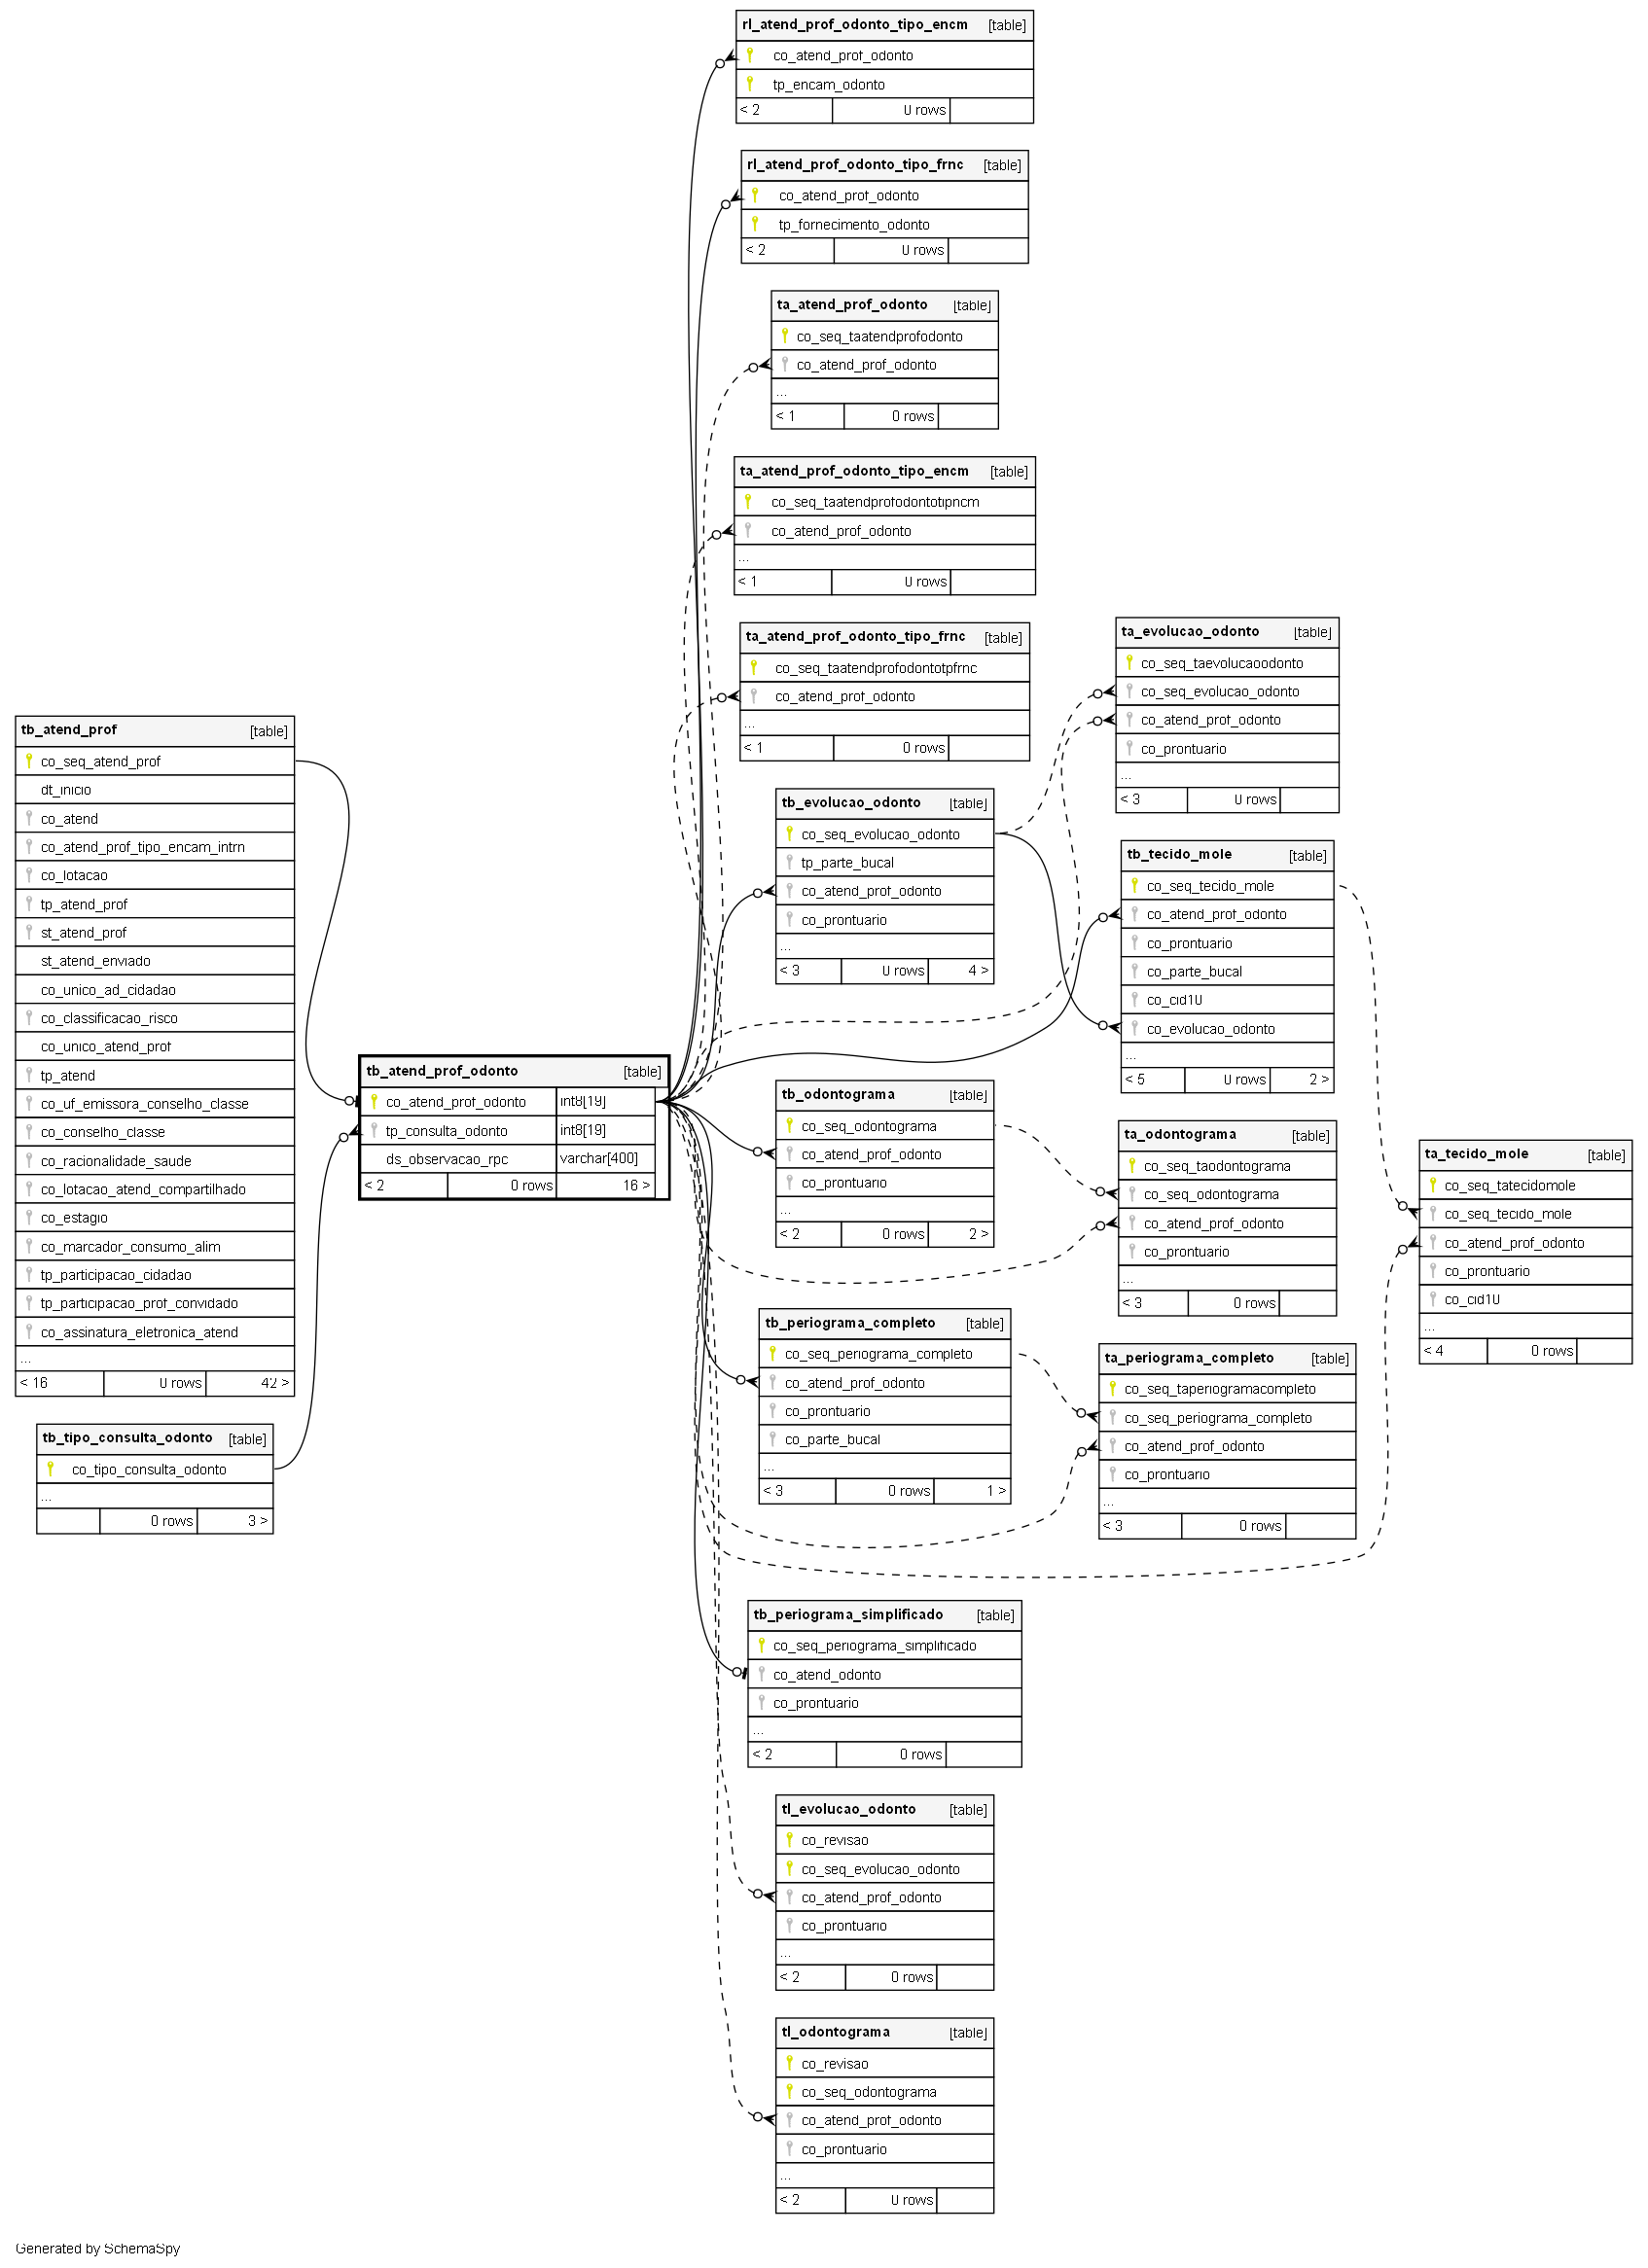 rl_atend_prof_odonto_tipo_encm [table]
co_atend_prof_odonto
tp_encam_odonto
< 2 0 rows
rl_atend_prof_odonto_tipo_frnc [table]
co_atend_prof_odonto
tp_fornecimento_odonto
< 2 0 rows
ta_atend_prof_odonto [table]
co_seq_taatendprofodonto
co_atend_prof_odonto
...
< 1 0 rows
ta_atend_prof_odonto_tipo_encm [table]
co_seq_taatendprofodontotipncm
co_atend_prof_odonto
...
< 1 0 rows
ta_atend_prof_odonto_tipo_frnc [table]
co_seq_taatendprofodontotpfrnc
co_atend_prof_odonto
...
< 1 0 rows
ta_evolucao_odonto [table]
co_seq_taevolucaoodonto
co_seq_evolucao_odonto
co_atend_prof_odonto
co_prontuario
...
< 3 0 rows
tb_atend_prof [table]
co_seq_atend_prof
dt_inicio
co_atend
co_atend_prof_tipo_encam_intrn
co_lotacao
tp_atend_prof
st_atend_prof
st_atend_enviado
co_unico_ad_cidadao
co_classificacao_risco
co_unico_atend_prof
tp_atend
co_uf_emissora_conselho_classe
co_conselho_classe
co_racionalidade_saude
co_lotacao_atend_compartilhado
co_estagio
co_marcador_consumo_alim
tp_participacao_cidadao
tp_participacao_prof_convidado
co_assinatura_eletronica_atend
...
< 16 0 rows 42 >
tb_evolucao_odonto [table]
co_seq_evolucao_odonto
tp_parte_bucal
co_atend_prof_odonto
co_prontuario
...
< 3 0 rows 4 >
tb_tecido_mole [table]
co_seq_tecido_mole
co_atend_prof_odonto
co_prontuario
co_parte_bucal
co_cid10
co_evolucao_odonto
...
< 5 0 rows 2 >
tb_atend_prof_odonto [table]
co_atend_prof_odonto int8[19]
tp_consulta_odonto int8[19]
ds_observacao_rpc varchar[400]
< 2 0 rows 16 >
tb_odontograma [table]
co_seq_odontograma
co_atend_prof_odonto
co_prontuario
...
< 2 0 rows 2 >
ta_odontograma [table]
co_seq_taodontograma
co_seq_odontograma
co_atend_prof_odonto
co_prontuario
...
< 3 0 rows
ta_tecido_mole [table]
co_seq_tatecidomole
co_seq_tecido_mole
co_atend_prof_odonto
co_prontuario
co_cid10
...
< 4 0 rows
tb_periograma_completo [table]
co_seq_periograma_completo
co_atend_prof_odonto
co_prontuario
co_parte_bucal
...
< 3 0 rows 1 >
ta_periograma_completo [table]
co_seq_taperiogramacompleto
co_seq_periograma_completo
co_atend_prof_odonto
co_prontuario
...
< 3 0 rows
tb_tipo_consulta_odonto [table]
co_tipo_consulta_odonto
...
0 rows 3 >
tb_periograma_simplificado [table]
co_seq_periograma_simplificado
co_atend_odonto
co_prontuario
...
< 2 0 rows
tl_evolucao_odonto [table]
co_revisao
co_seq_evolucao_odonto
co_atend_prof_odonto
co_prontuario
...
< 2 0 rows
tl_odontograma [table]
co_revisao
co_seq_odontograma
co_atend_prof_odonto
co_prontuario
...
< 2 0 rows
Generated by SchemaSpy